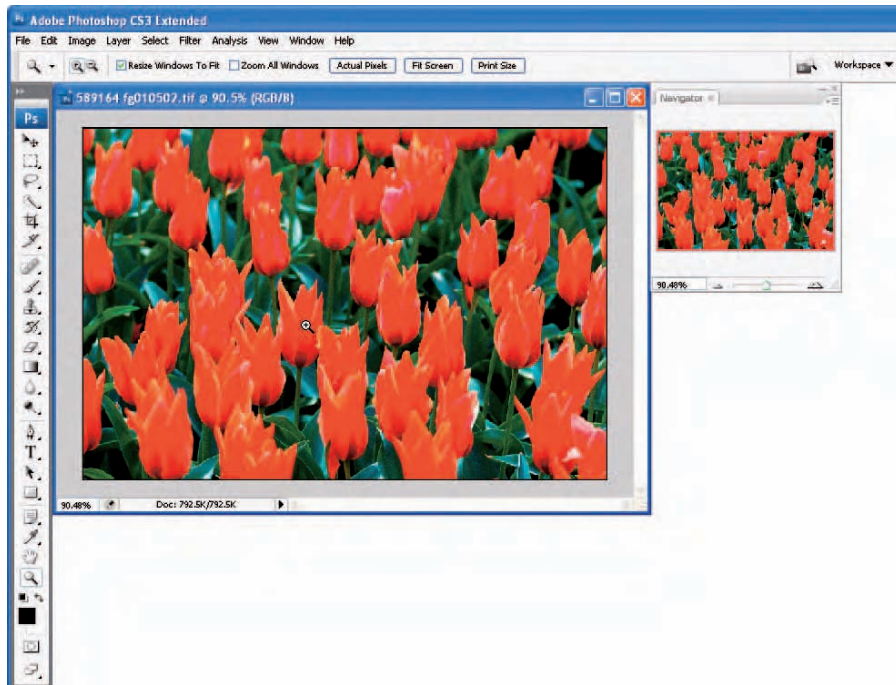 Ps Adobe Photoshop CS3 Extended
File Edit Image Layer Select Filter Analysis View Window Help
Resize Windows To Fit Zoom All Windows Actual Pixels Fit Screen Print Size Workspace
589164 fg010502.tif @ 90.5% (RGB/8)
Navigator ×
Ps
T
90.48%
90.48% Doc: 792.5K/792.5K